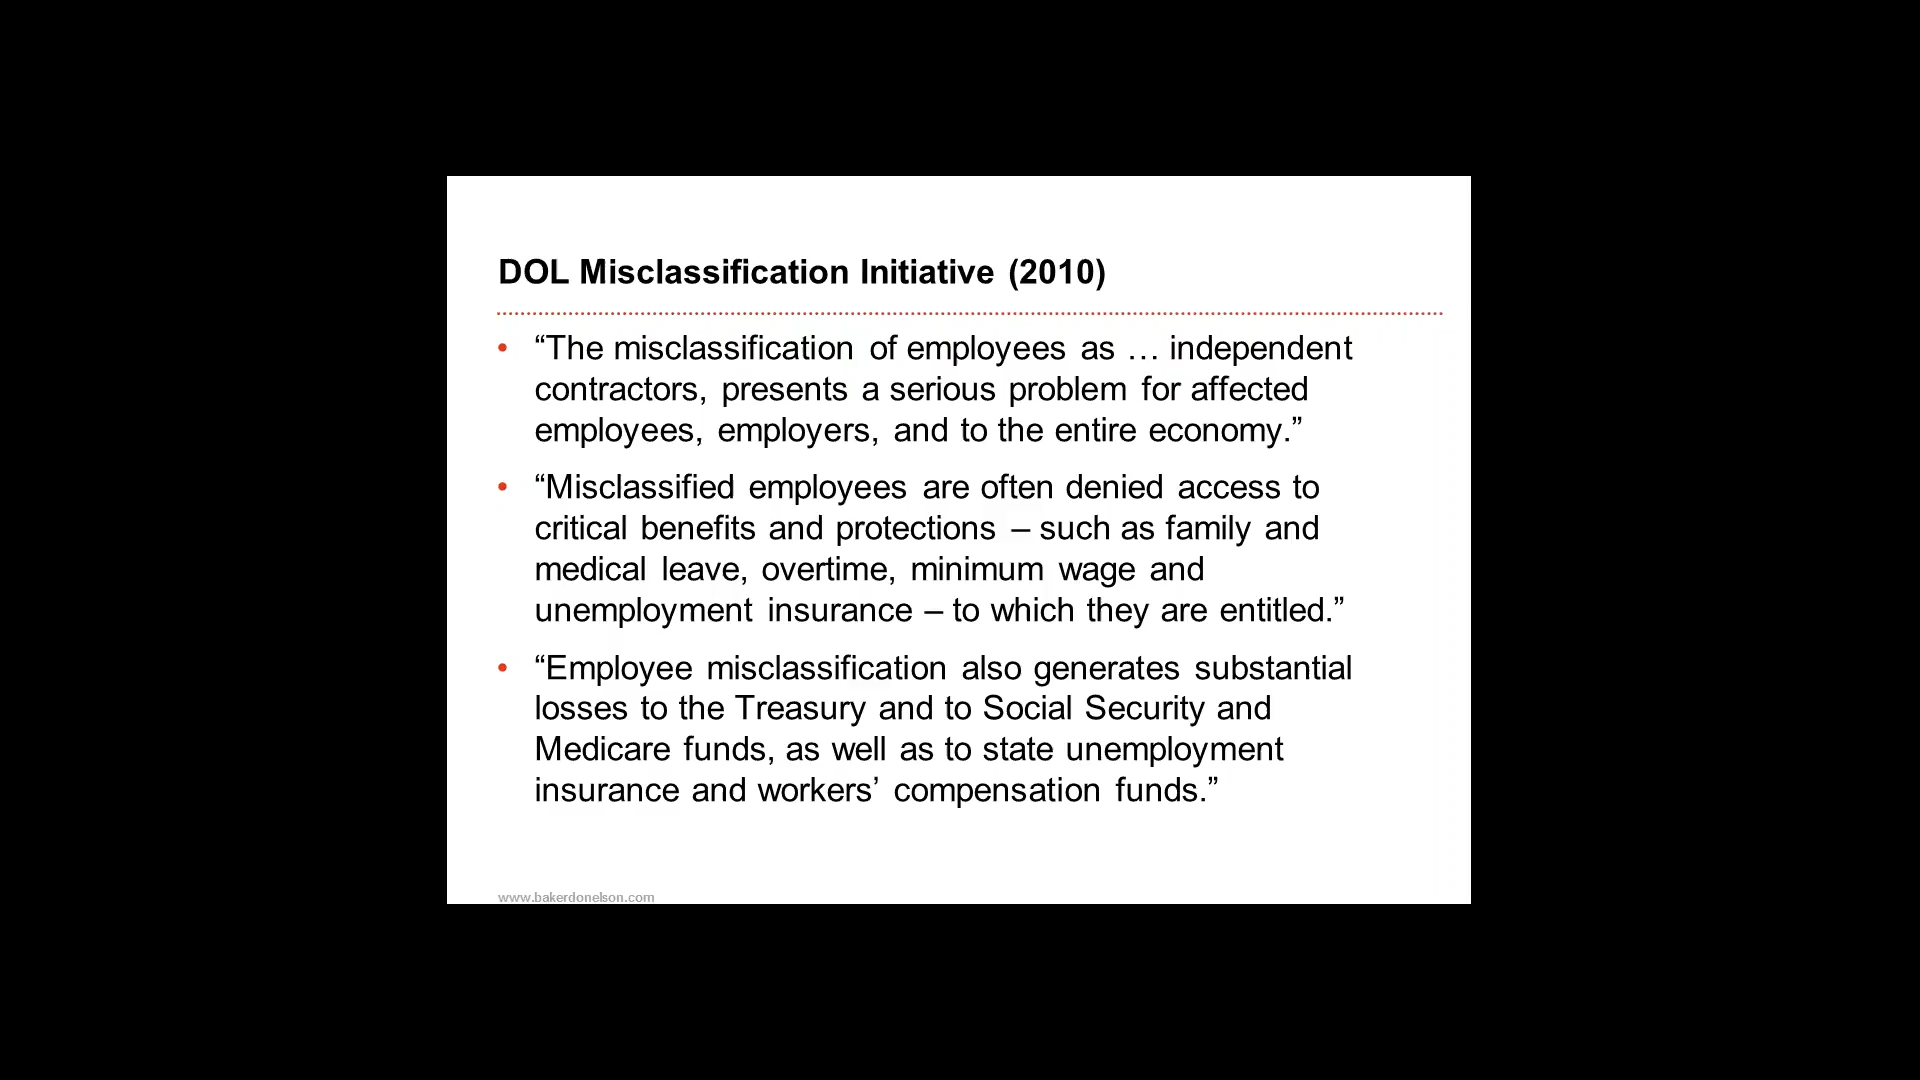 DOL Misclassification Initiative (2010)
• “The misclassification of employees as … independent
contractors, presents a serious problem for affected
employees, employers, and to the entire economy.”
• “Misclassified employees are often denied access to
critical benefits and protections – such as family and
medical leave, overtime, minimum wage and
unemployment insurance – to which they are entitled.”
• “Employee misclassification also generates substantial
losses to the Treasury and to Social Security and
Medicare funds, as well as to state unemployment
insurance and workers’ compensation funds.”
www.bakerdonelson.com